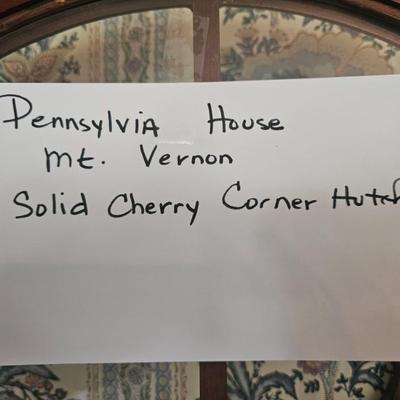 Pennsylvia House
Mt. Vernon
Solid Cherry Corner Hutch